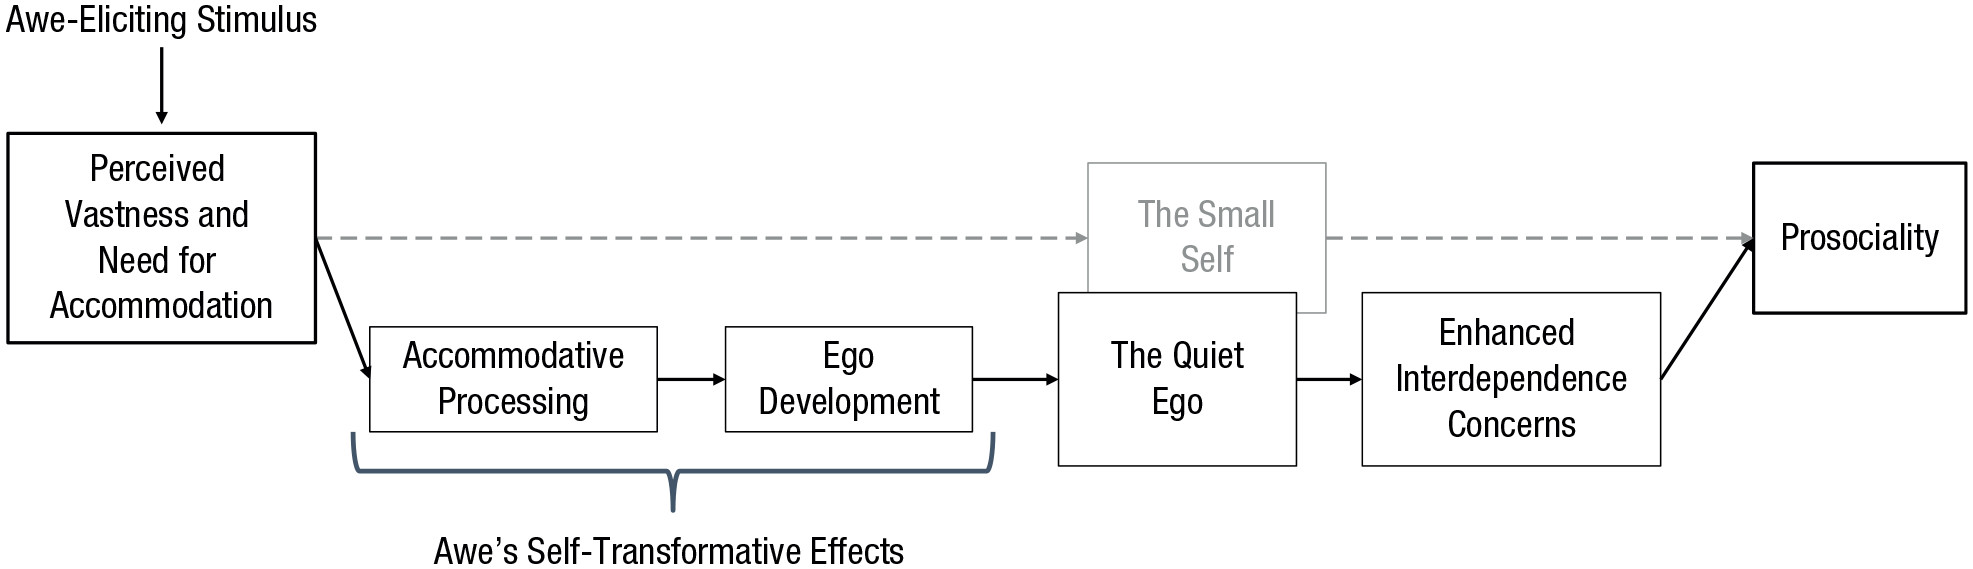 Awe-Eliciting Stimulus
Perceived
Vastness and
Need for
Accommodation
Accommodative
Processing
Ego
Development
The Small
Self
The Quiet
Ego
Enhanced
Interdependence
Concerns
Prosociality
Awe’s Self-Transformative Effects